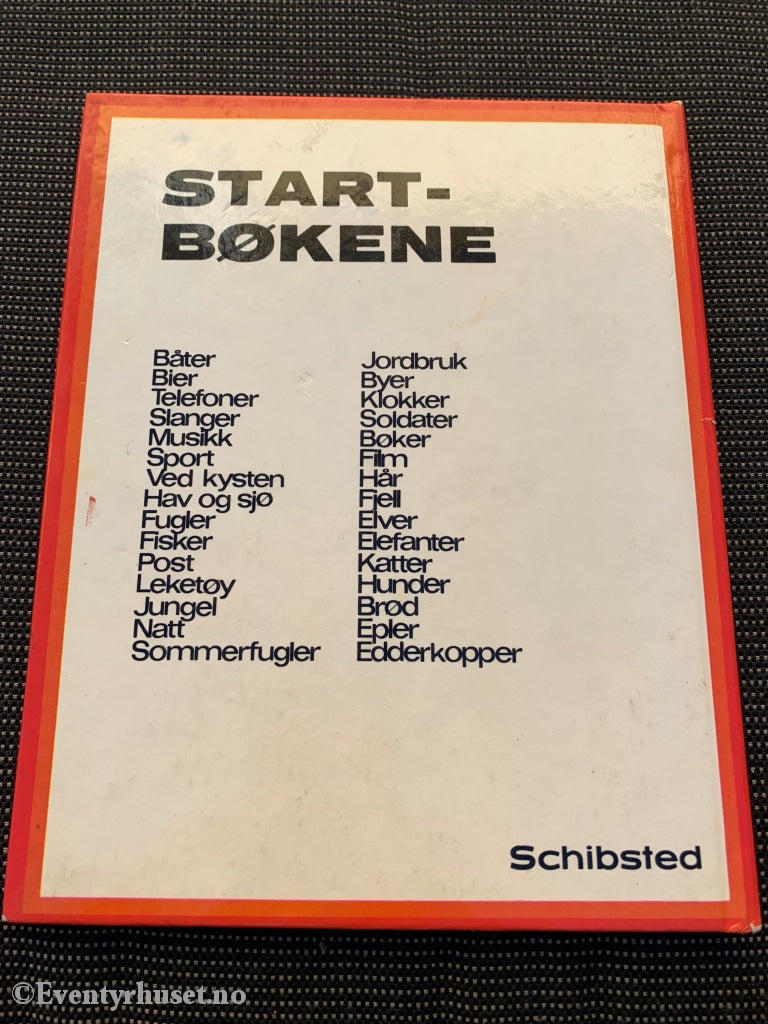 START-
BØKENE
Båter
Bier
Telefoner
Slanger
Musikk
Sport
Ved kysten
Hav og sjø
Fugler
Fisker
Post
Leketøy
Jungel
Natt
Sommerfugler
Jordbruk
Byer
Klokker
Soldater
Bøker
Film
Hår
Fjell
Elver
Elefanter
Katter
Hunder
Brød
Epler
Edderkopper
Schibsted
©Eventyrhuset.no